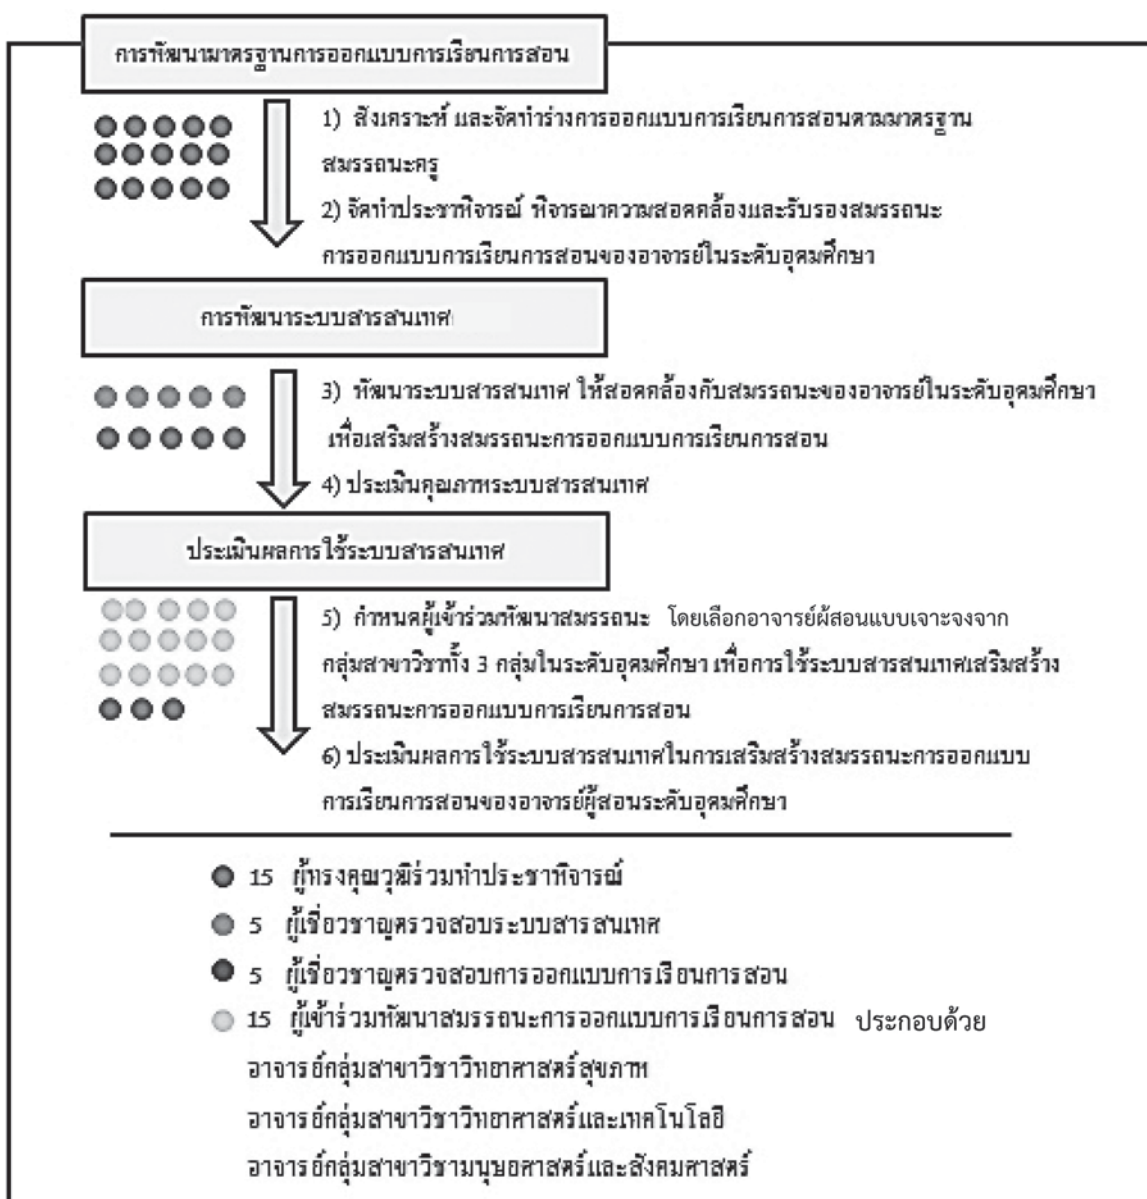 การพัฒนามาตรฐานการออกแบบการเรียนการสอน
1) สังเคราะห์ และจัดทำร่างการออกแบบการเรียนการสอนตามมาตรฐาน
สมรรถนะครู
2) จัดทำประชาพิจารณ์ พิจารณาความสอดคล้องและรับรองสมรรถนะ
การออกแบบการเรียนการสอนของอาจารย์ในระดับอุดมศึกษา
การพัฒนาระบบสารสนเทศ
3) พัฒนาระบบสารสนเทศ ให้สอดคล้องกับสมรรถนะของอาจารย์ในระดับอุดมศึกษา
เพื่อเสริมสร้างสมรรถนะการออกแบบการเรียนการสอน
4) ประเมินคุณภาพระบบสารสนเทศ
ประเมินผลการใช้ระบบสารสนเทศ
5) กำหนดผู้เข้าร่วมพัฒนาสมรรถนะ โดยเลือกอาจารย์ผู้สอนแบบเจาะจงจาก
กลุ่มสาขาวิชาทั้ง 3 กลุ่มในระดับอุดมศึกษา เพื่อการใช้ระบบสารสนเทศเสริมสร้าง
สมรรถนะการออกแบบการเรียนการสอน
6) ประเมินผลการใช้ระบบสารสนเทศในการเสริมสร้างสมรรถนะการออกแบบ
การเรียนการสอนของอาจารย์ผู้สอนระดับอุดมศึกษา
15 ผู้ทรงคุณวุฒิร่วมทำประชาพิจารณ์
5 ผู้เชี่ยวชาญตรวจสอบระบบสารสนเทศ
5 ผู้เชี่ยวชาญตรวจสอบการออกแบบการเรียนการสอน
15 ผู้เข้าร่วมพัฒนาสมรรถนะการออกแบบการเรียนการสอน ประกอบด้วย
อาจารย์กลุ่มสาขาวิชาวิทยาศาสตร์สุขภาพ
อาจารย์กลุ่มสาขาวิชาวิทยาศาสตร์และเทคโนโลยี
อาจารย์กลุ่มสาขาวิชามนุษยศาสตร์และสังคมศาสตร์